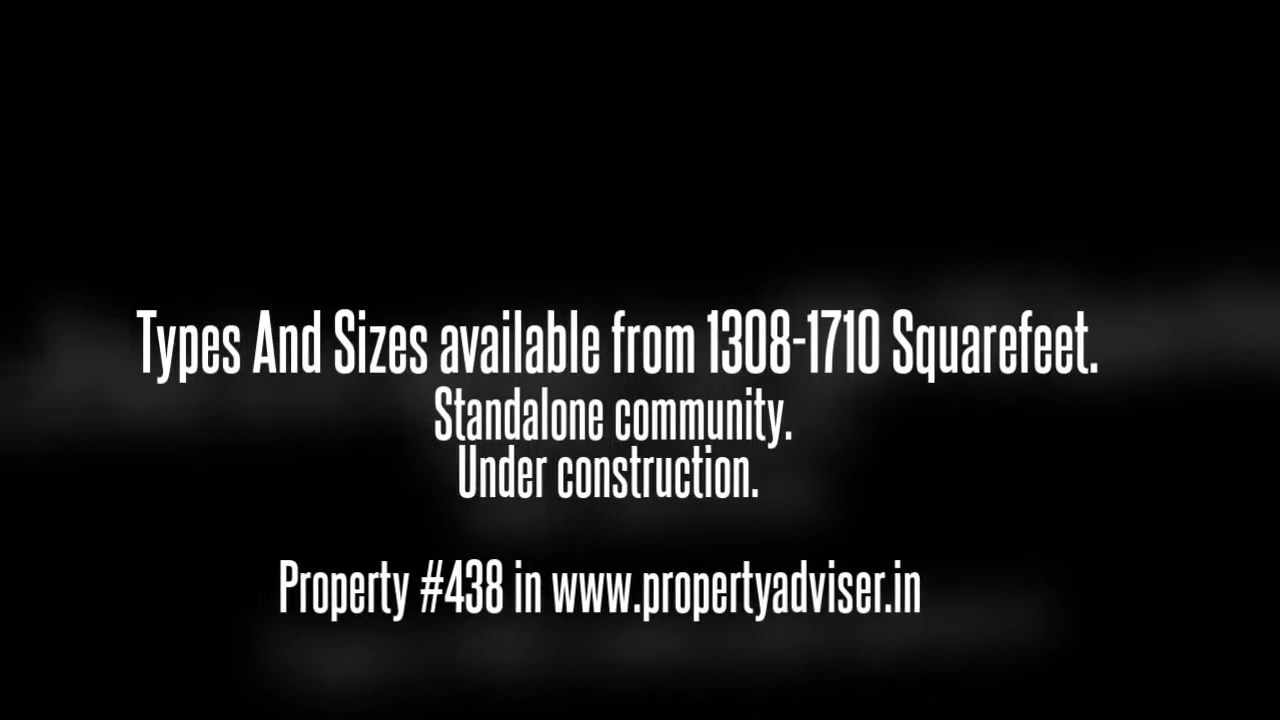 Types And Sizes available from 1308-1710 Squarefeet.
Standalone community.
Under construction.
Property #438 in www.propertyadviser.in